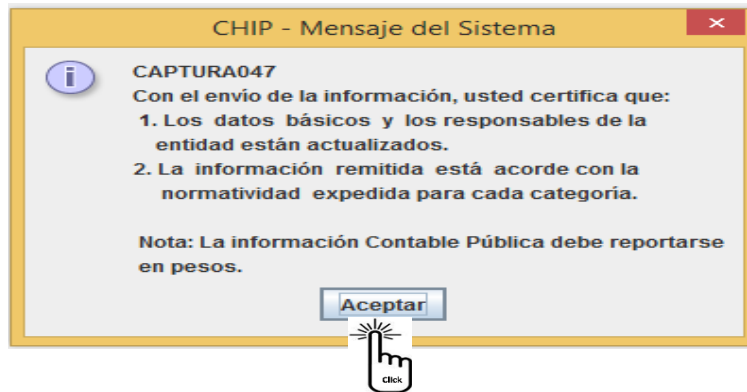 CHIP - Mensaje del Sistema
CAPTURA047
Con el envío de la información, usted certifica que:
1. Los datos básicos y los responsables de la
entidad están actualizados.
2. La información remitida está acorde con la
normatividad expedida para cada categoría.
Nota: La información Contable Pública debe reportarse
en pesos.
Aceptar
Click